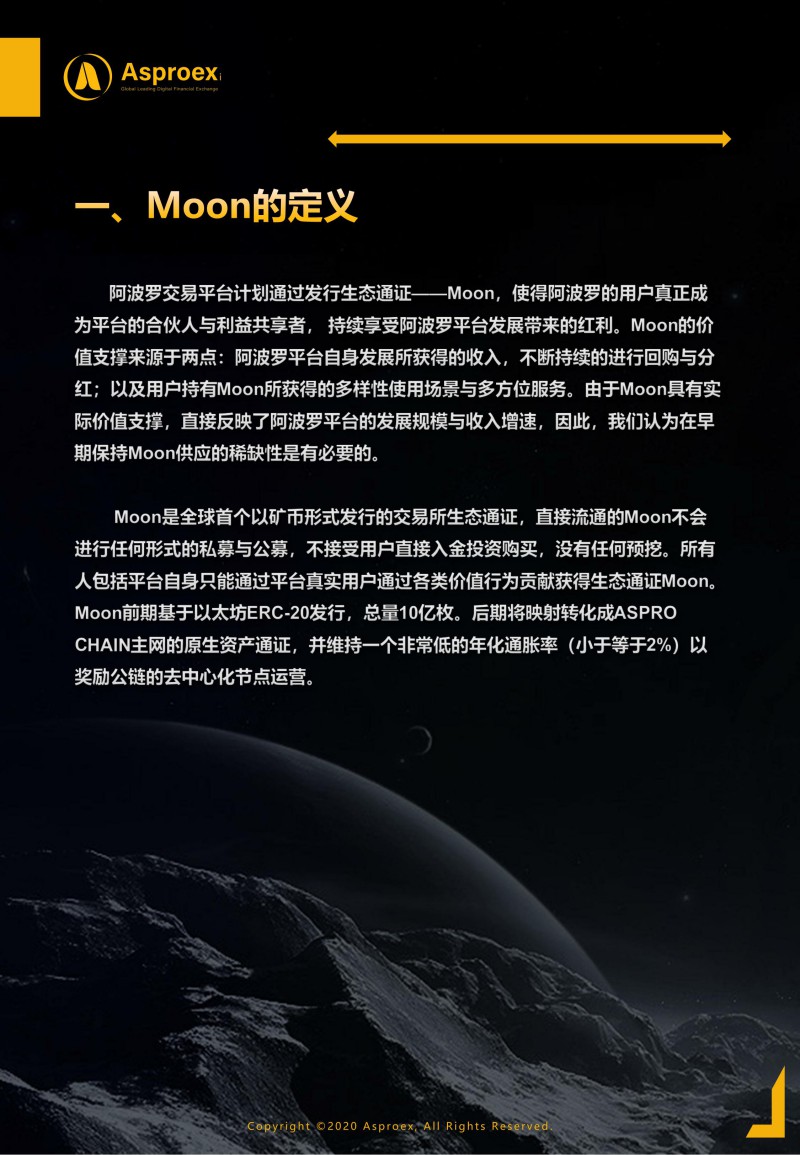 Asproex
Global Leading Digital Financial Exchange
一、Moon的定义
阿波罗交易平台计划通过发行生态通证——Moon，使得阿波罗的用户真正成
为平台的合伙人与利益共享者， 持续享受阿波罗平台发展带来的红利。Moon的价
值支撑来源于两点：阿波罗平台自身发展所获得的收入，不断持续的进行回购与分
红；以及用户持有Moon所获得的多样性使用场景与多方位服务。由于Moon具有实
际价值支撑，直接反映了阿波罗平台的发展规模与收入增速，因此，我们认为在早
期保持Moon供应的稀缺性是有必要的。
Moon是全球首个以矿币形式发行的交易所生态通证，直接流通的Moon不会
进行任何形式的私募与公募，不接受用户直接入金投资购买，没有任何预挖。所有
人包括平台自身只能通过平台真实用户通过各类价值行为贡献获得生态通证Moon。
Moon前期基于以太坊ERC-20发行，总量10亿枚。后期将映射转化成ASPRO
CHAIN主网的原生资产通证，并维持一个非常低的年化通胀率（小于等于2%）以
奖励公链的去中心化节点运营。
Copyright ©2020 Asproex, All Rights Reserved.